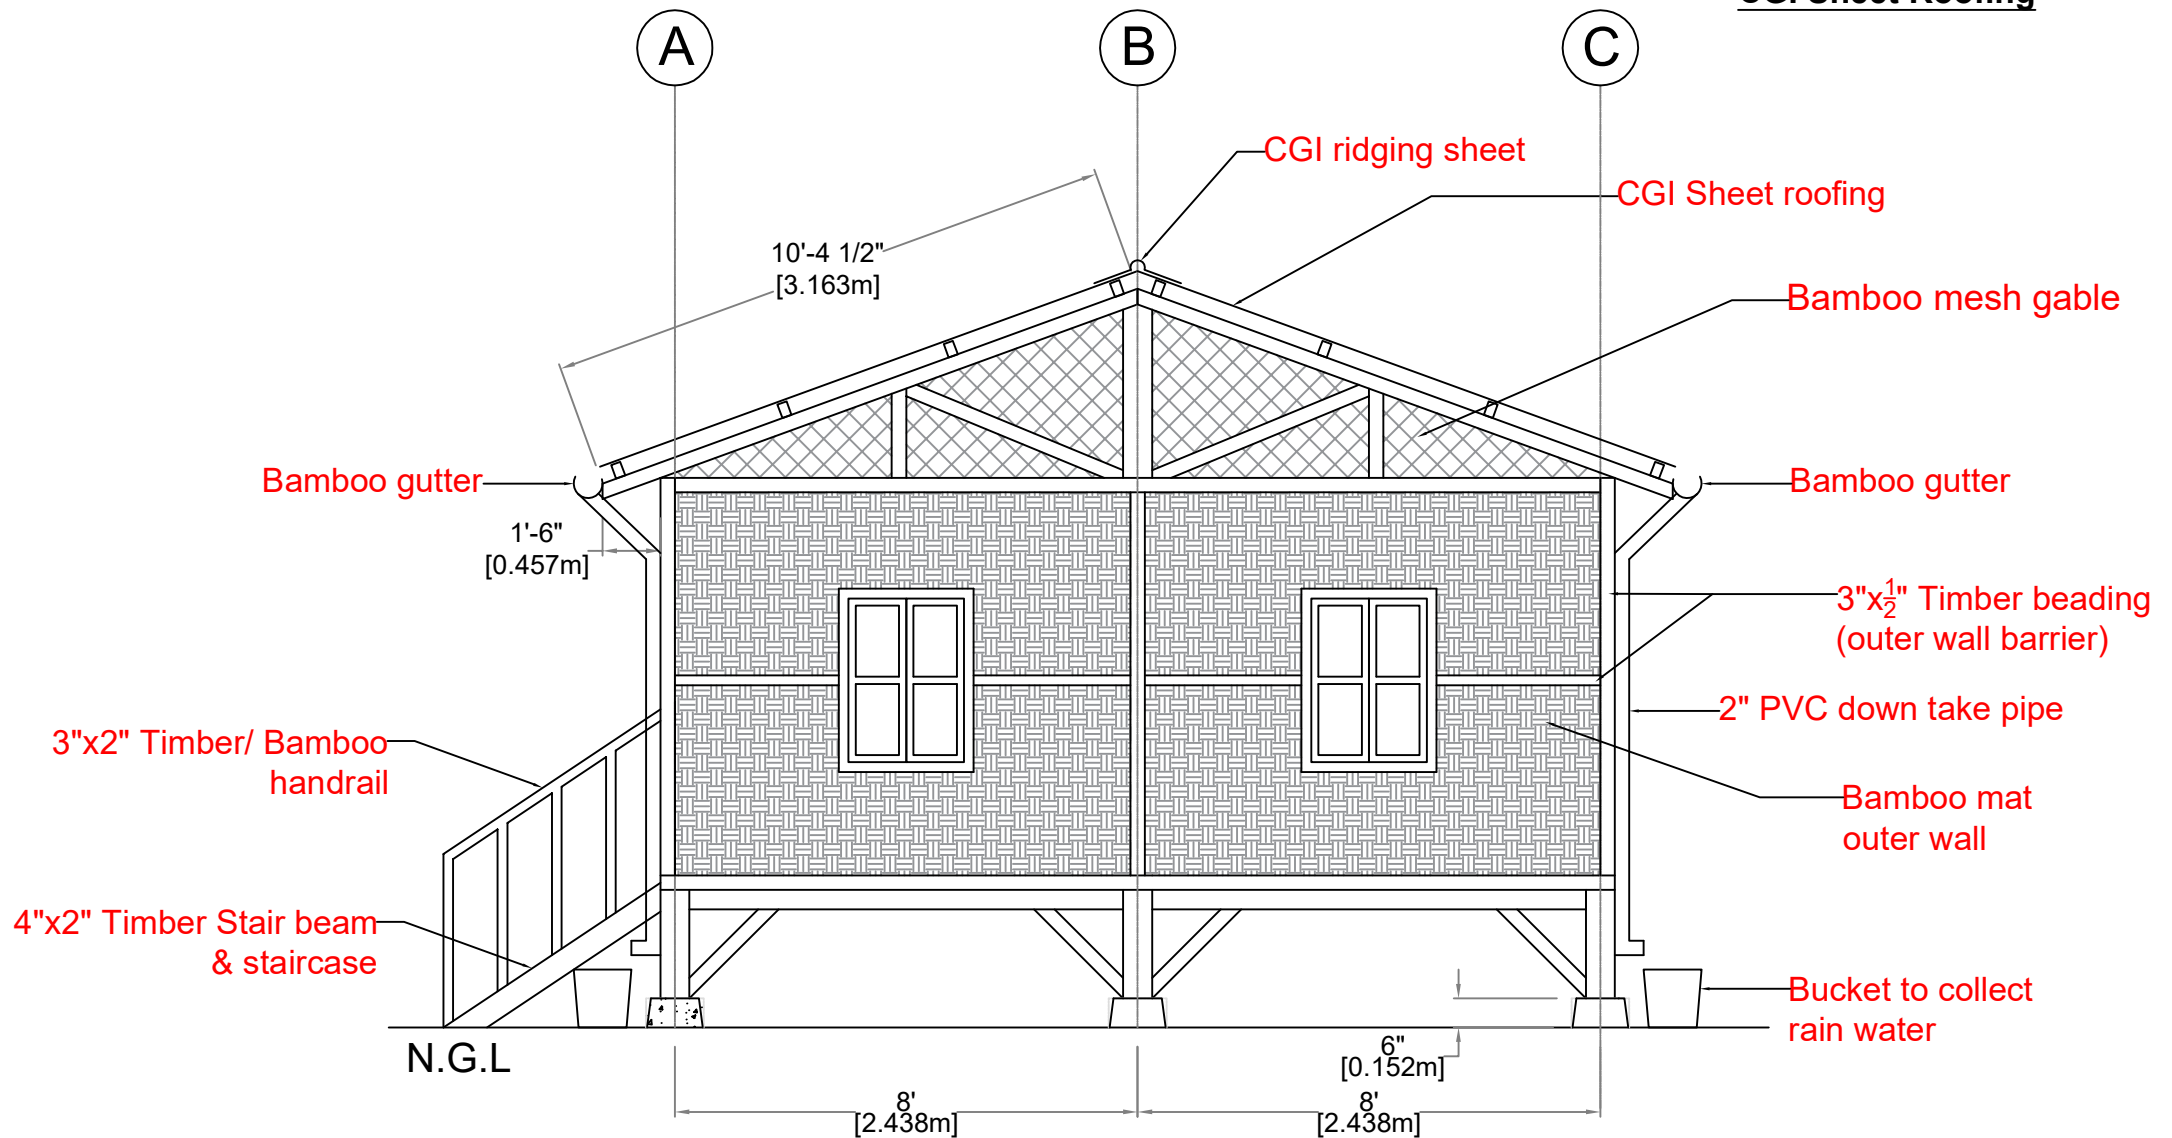 CGI Sheet Roofing
A
B
C
CGI ridging sheet
CGI Sheet roofing
10'-4 1/2"
[3.163m]
Bamboo mesh gable
Bamboo gutter
Bamboo gutter
1'-6"
[0.457m]
3"x½" Timber beading
(outer wall barrier)
2" PVC down take pipe
3"x2" Timber/ Bamboo
handrail
Bamboo mat
outer wall
4"x2" Timber Stair beam
& staircase
Bucket to collect
rain water
N.G.L
6"
[0.152m]
8'
[2.438m]
8'
[2.438m]